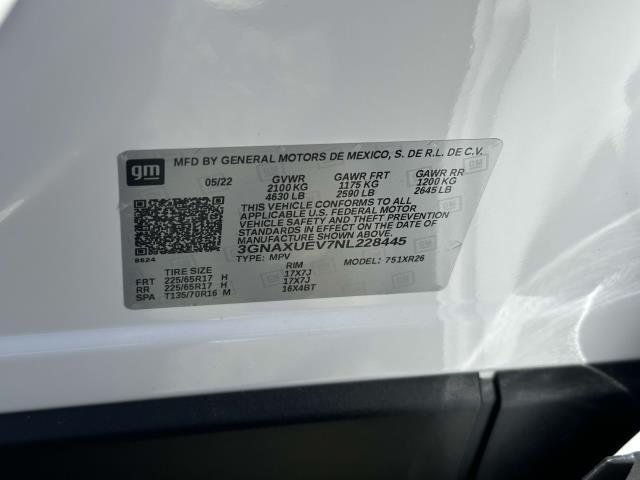 gm MFD BY GENERAL MOTORS DE MEXICO, S. DE R.L. DE C.V.
05/22 GVWR GAWR FRT GAWR RR
2100 KG 1175 KG 1200 KG
4630 LB 2590 LB 2645 LB
THIS VEHICLE CONFORMS TO ALL
APPLICABLE U.S. FEDERAL MOTOR
VEHICLE SAFETY AND THEFT PREVENTION
STANDARDS IN EFFECT ON THE DATE OF
MANUFACTURE SHOWN ABOVE.
3GNAXUEV7NL228445
8624 TYPE: MPV MODEL: 751XR26
TIRE SIZE RIM
FRT 225/65R17 H 17X7J
RR 225/65R17 H 17X7J
SPA T135/70R16 M 16X4BT